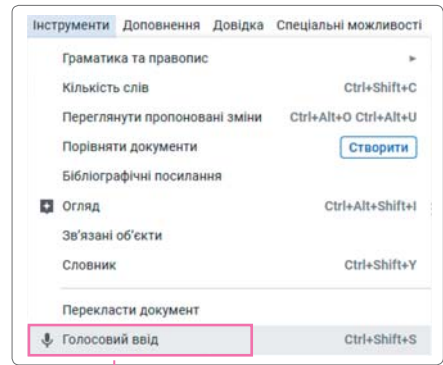 Інструменти Доповнення Довідка Спеціальні можливості
Граматика та правопис ►
Кількість слів Ctrl+Shift+C
Переглянути пропоновані зміни Ctrl+Alt+O Ctrl+Alt+U
Порівняти документи Створити
Бібліографічні посилання
Огляд Ctrl+Alt+Shift+I
Зв'язані об'єкти
Словник Ctrl+Shift+Y
Перекласти документ
Голосовий ввід Ctrl+Shift+S